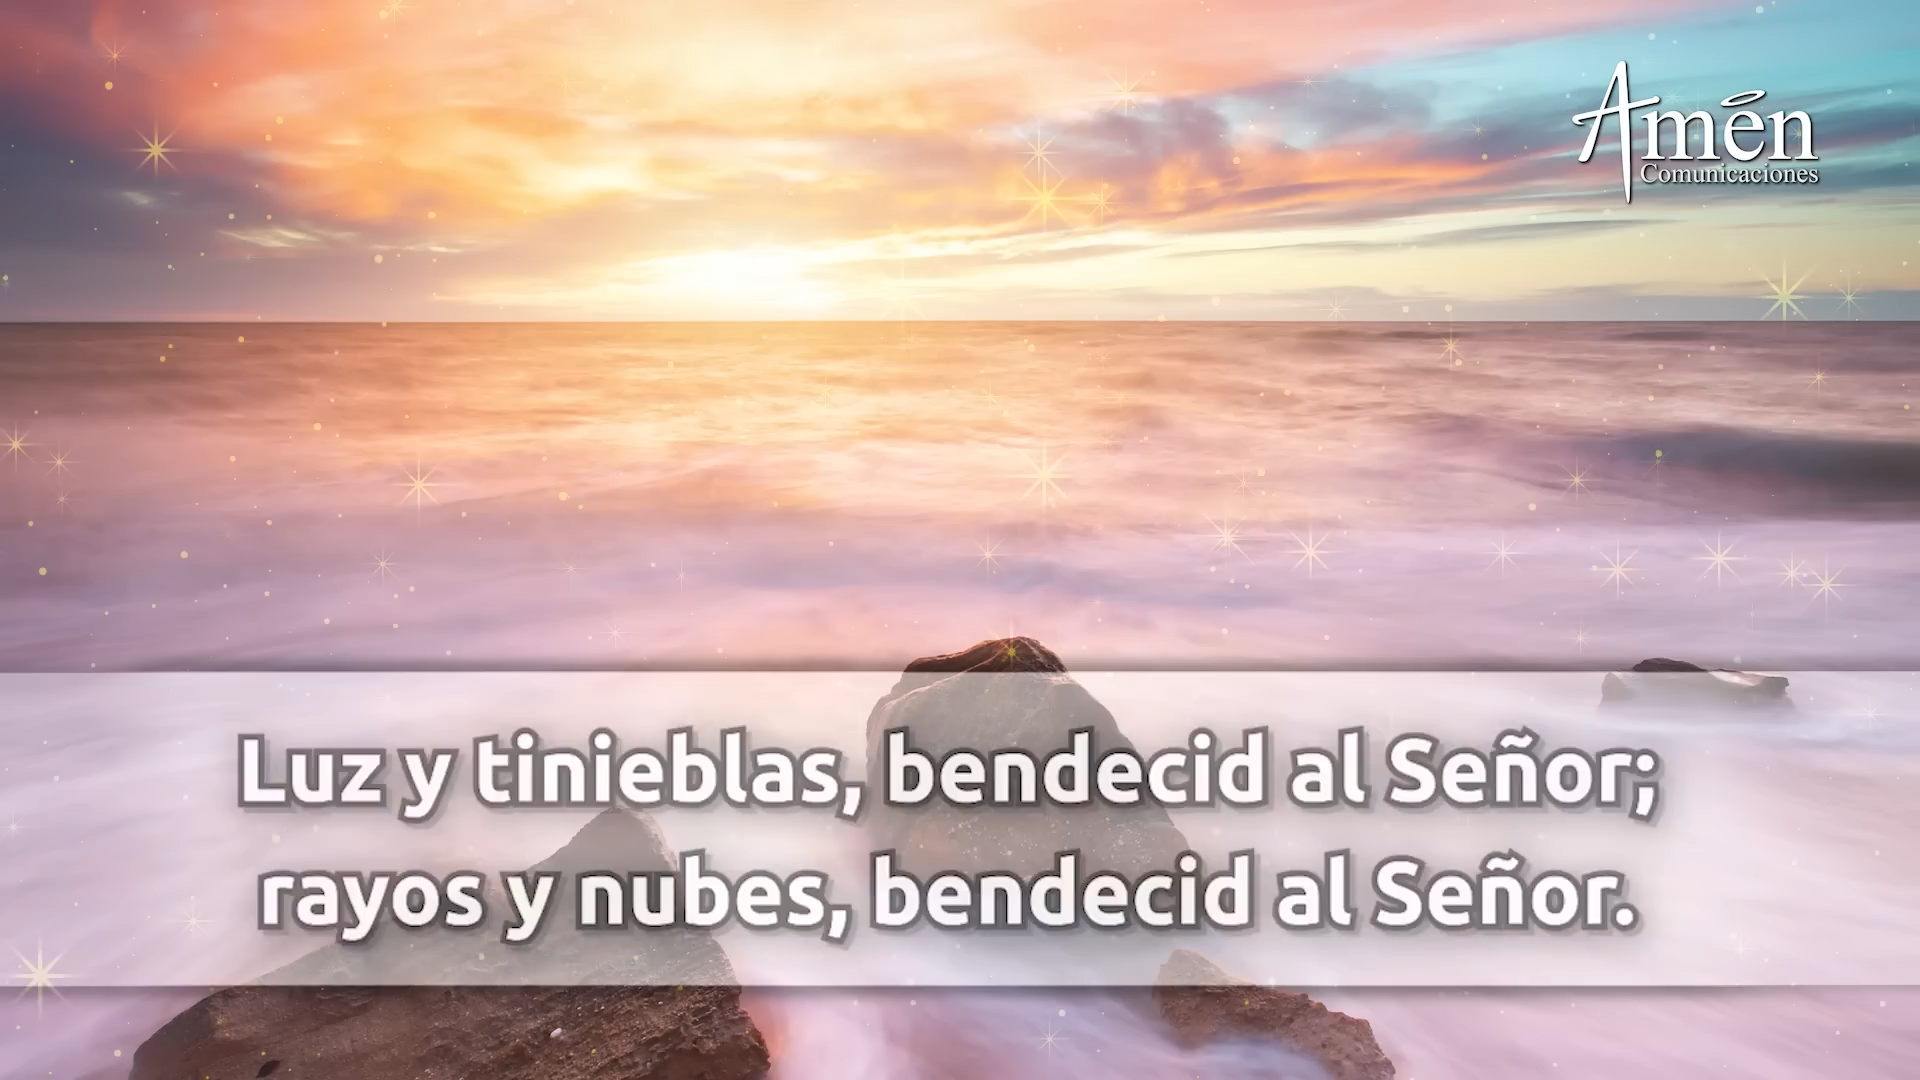 Amén
Comunicaciones
Luz y tinieblas, bendecid al Señor;
rayos y nubes, bendecid al Señor.